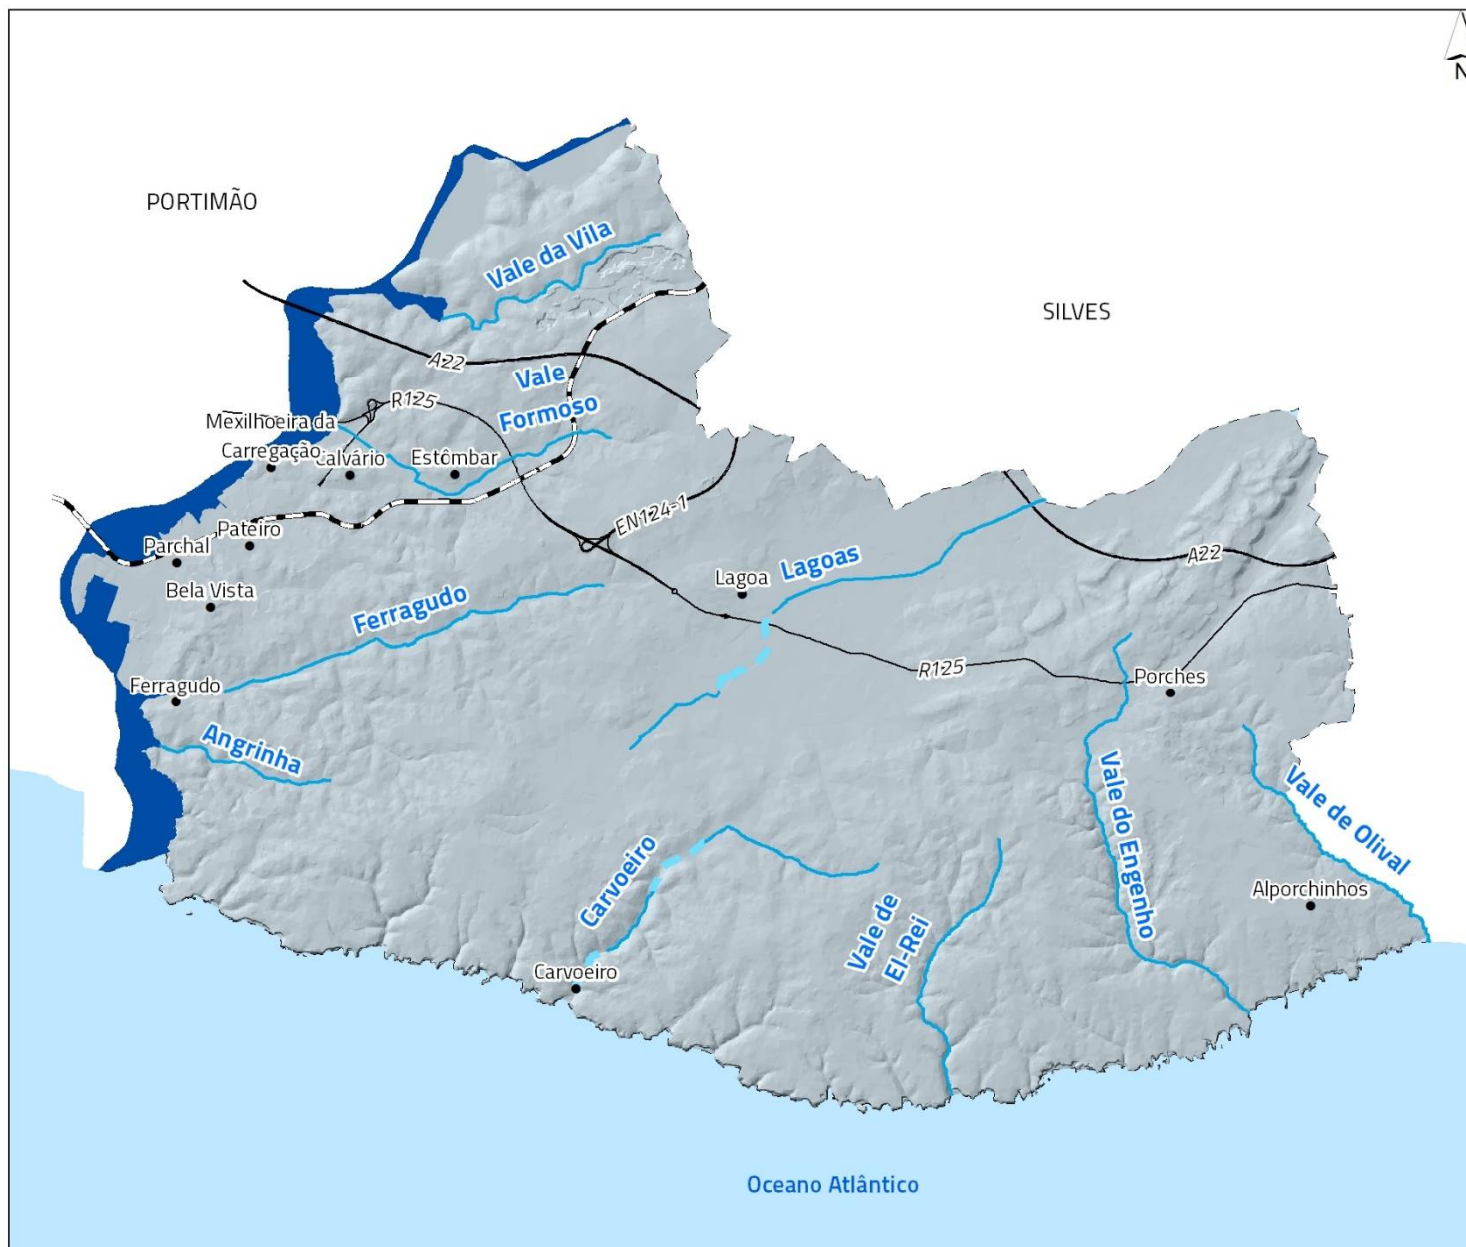 N
PORTIMÃO
Vale da Vila
SILVES
A22
Vale
Formoso
R125
Mexilhoeira da
Carregação
Calvário
Estômbar
EN124-1
Pateiro
Parchal
Bela Vista
Lagoa
Lagoas
A22
Ferragudo
R125
Porches
Ferragudo
Angrinha
Vale do Engenho
Vale de Olival
Carvoeiro
Vale de
El-Rei
Alporchinhos
Carvoeiro
Oceano Atlântico